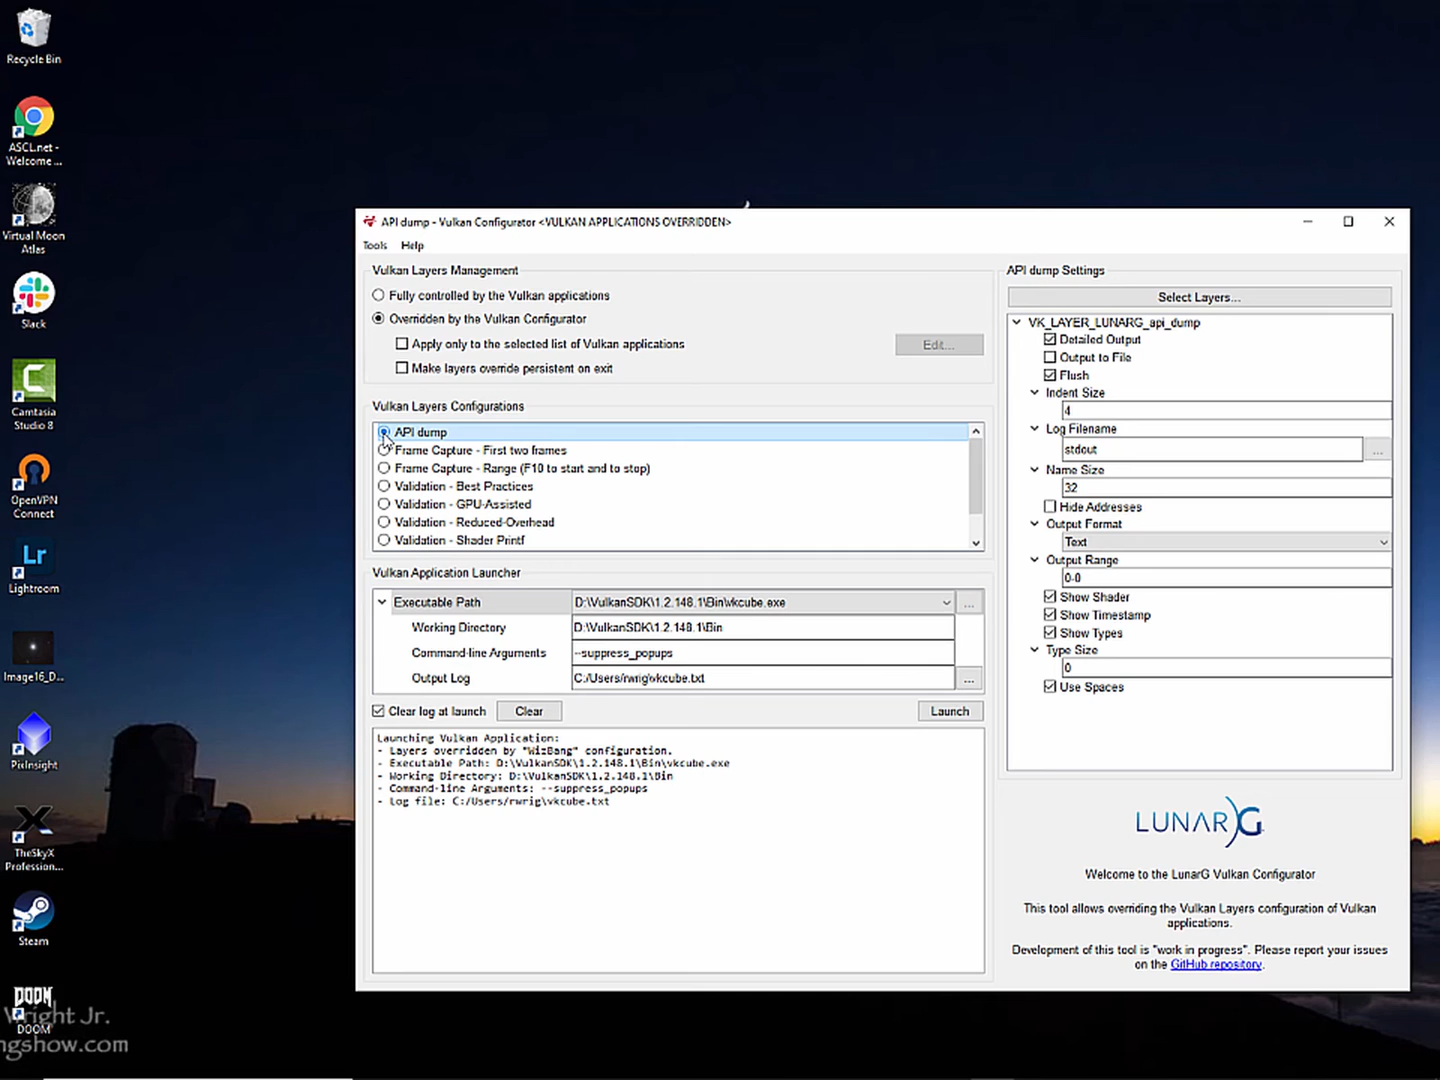 Recycle Bin
ASCL.net -
Welcome ...
Virtual Moon
Atlas
Slack
Camtasia
Studio 8
OpenVPN
Connect
Lr
Lightroom
Image16_D...
PixInsight
TheSkyX
Profession...
Steam
DOOM
DOOM
Wright Jr.
ngshow.com
API dump - Vulkan Configurator <VULKAN APPLICATIONS OVERRIDDEN>
Tools Help
Vulkan Layers Management
Fully controlled by the Vulkan applications
Overridden by the Vulkan Configurator
Apply only to the selected list of Vulkan applications
Edit...
Make layers override persistent on exit
Vulkan Layers Configurations
API dump
Frame Capture - First two frames
Frame Capture - Range (F10 to start and to stop)
Validation - Best Practices
Validation - GPU-Assisted
Validation - Reduced-Overhead
Validation - Shader Printf
Vulkan Application Launcher
Executable Path D:\VulkanSDK\1.2.148.1\Bin\vkcube.exe ...
Working Directory D:\VulkanSDK\1.2.148.1\Bin
Command-line Arguments --suppress_popups
Output Log C:/Users/rwrig\vkcube.txt ...
Clear log at launch Clear Launch
Launching Vulkan Application:
- Layers overridden by "WizBang" configuration.
- Executable Path: D:\VulkanSDK\1.2.148.1\Bin\vkcube.exe
- Working Directory: D:\VulkanSDK\1.2.148.1\Bin
- Command-line Arguments: --suppress_popups
- Log file: C:/Users/rwrig\vkcube.txt
API dump Settings
Select Layers...
VK_LAYER_LUNARG_api_dump
Detailed Output
Output to File
Flush
Indent Size
4
Log Filename
stdout ...
Name Size
32
Hide Addresses
Output Format
Text
Output Range
0-0
Show Shader
Show Timestamp
Show Types
Type Size
0
Use Spaces
LUNARG
Welcome to the LunarG Vulkan Configurator
This tool allows overriding the Vulkan Layers configuration of Vulkan
applications.
Development of this tool is "work in progress". Please report your issues
on the GitHub repository.